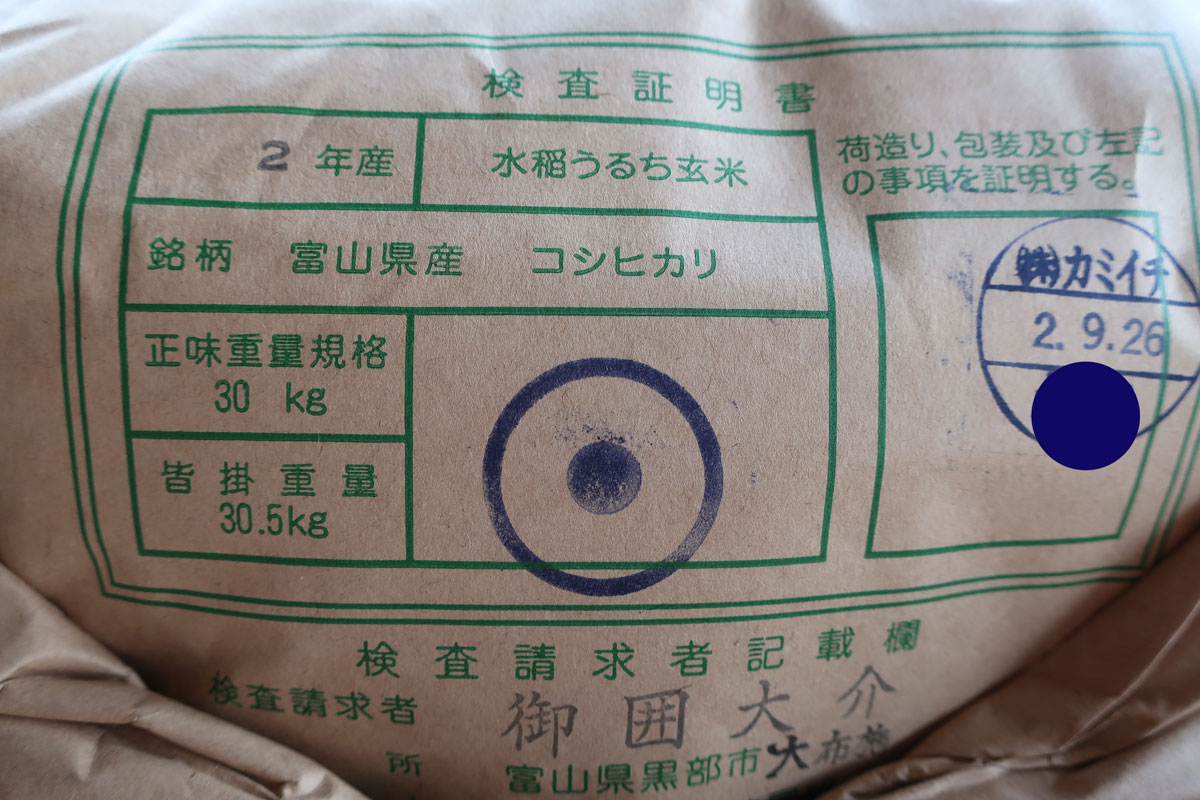 検査証明書
2 年産
水稲うるち玄米
銘柄 富山県産 コシヒカリ
正味重量規格
30 kg
皆掛重量
30.5kg
荷造り、包装及び左記
の事項を証明する。
㈱カミイチ
2.9.26
検査請求者記載欄
検査請求者 御囲大介
所 富山県黒部市大布施